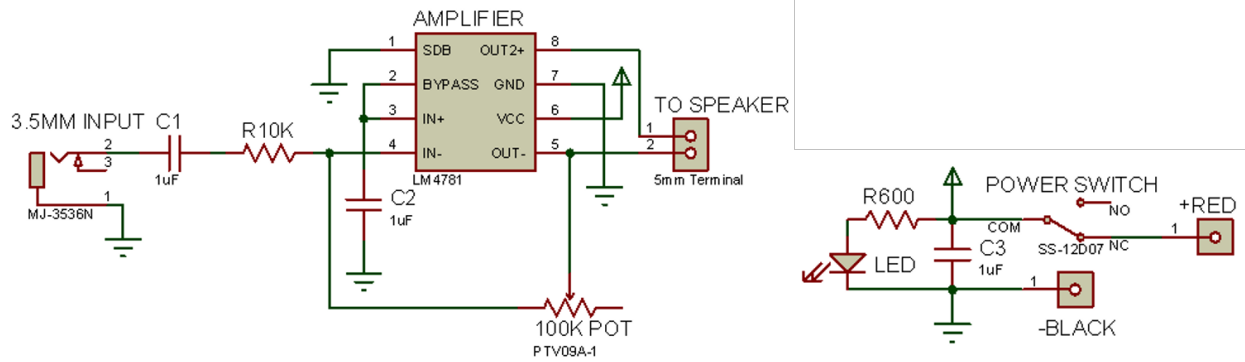 AMPLIFIER
1 SDB OUT2+ 8
2 BYPASS GND 7
3 IN+ VCC 6
4 IN- OUT- 5
LM4781
3.5MM INPUT
2
3
1
MJ-3536N
C1
1uF
R10K
C2
1uF
TO SPEAKER
1
2
5mm Terminal
100K POT
PTV09A-1
POWER SWITCH
R600
COM
NO
NC
SS-12D07
+RED
1
C3
1uF
LED
1
-BLACK